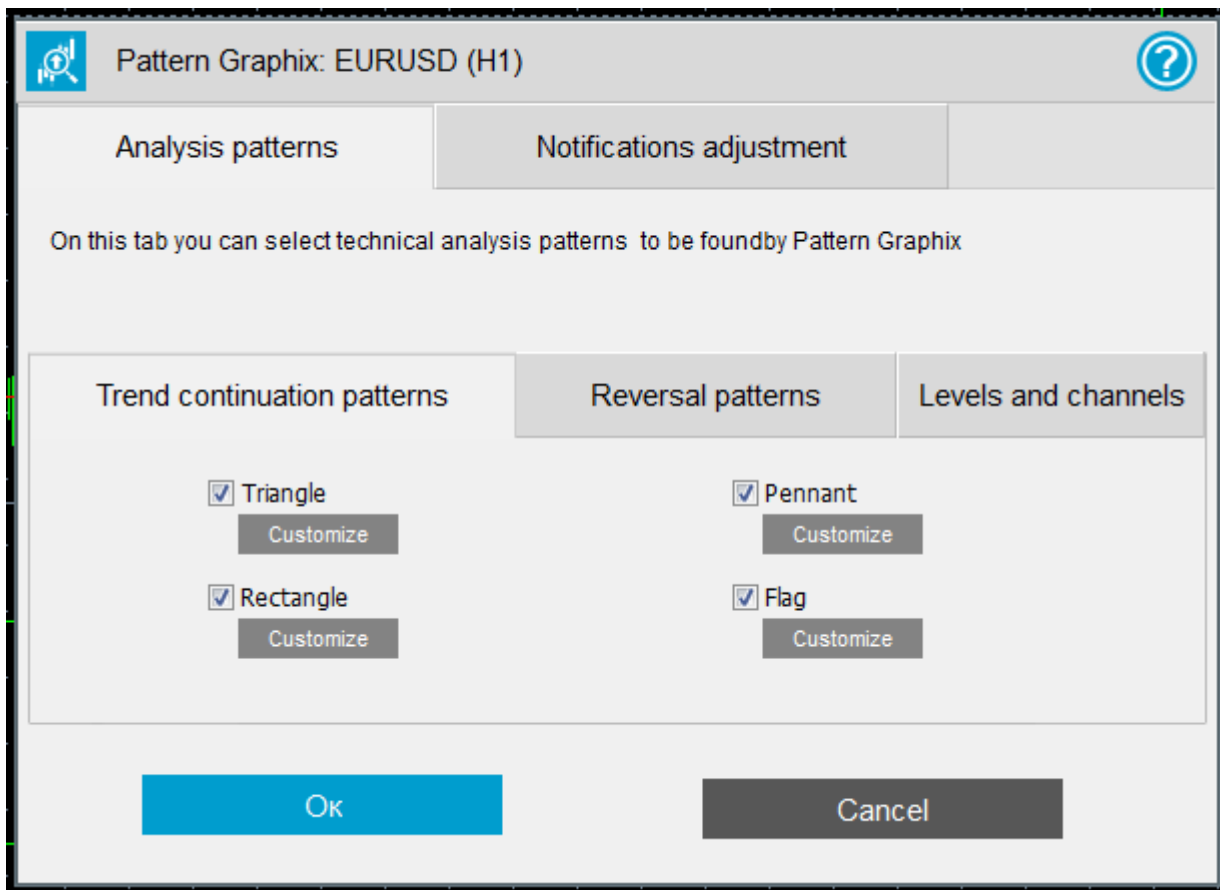 Pattern Graphix: EURUSD (H1)
?
Analysis patterns
Notifications adjustment
On this tab you can select technical analysis patterns to be foundby Pattern Graphix
Trend continuation patterns
Reversal patterns
Levels and channels
Triangle
Customize
Pennant
Customize
Rectangle
Customize
Flag
Customize
Ок
Cancel